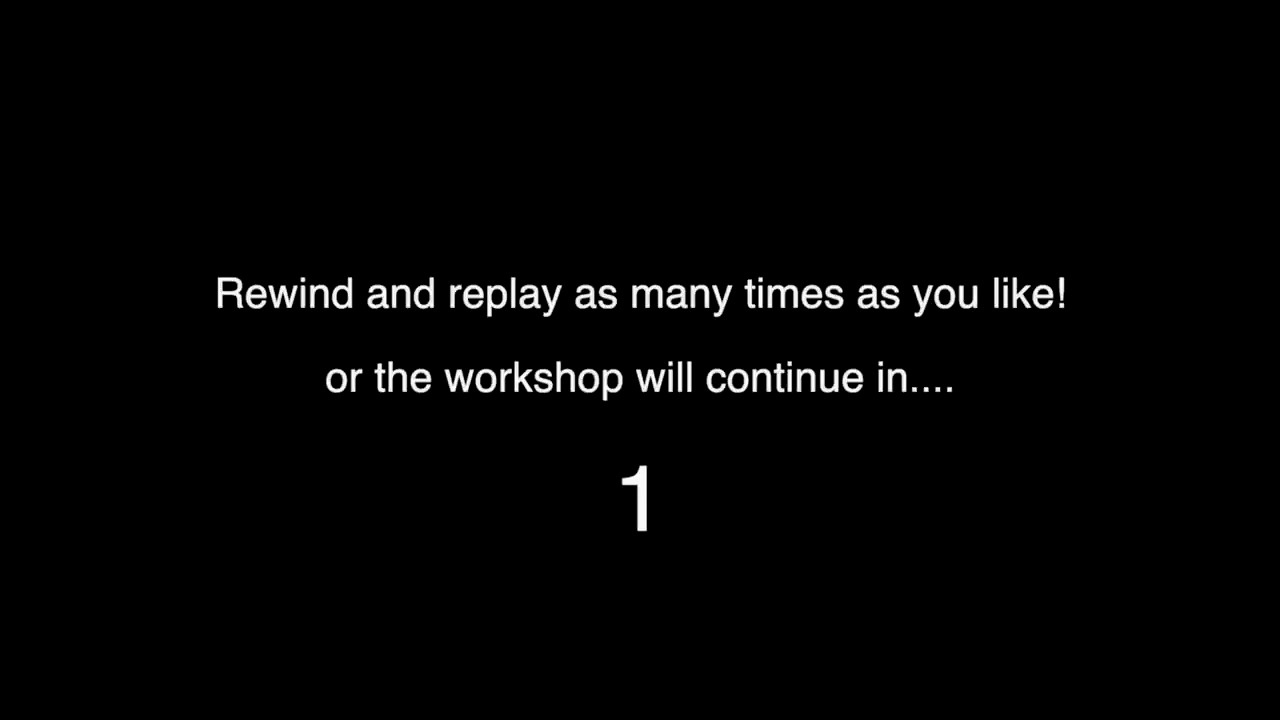 Rewind and replay as many times as you like!
or the workshop will continue in....
1